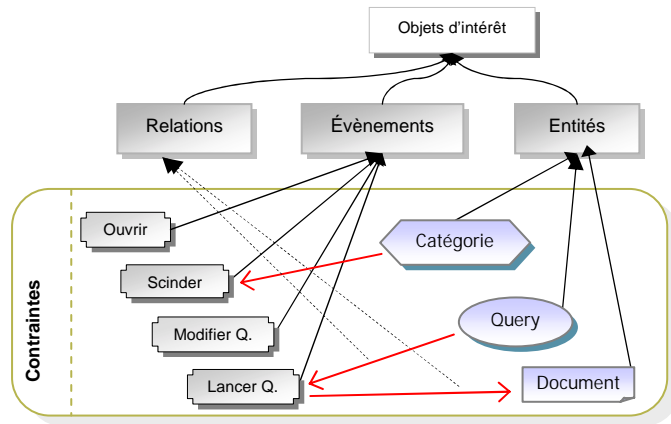 Objets d'intérêt
Relations
Évènements
Entités
Ouvrir
Catégorie
Scinder
Contraintes
Query
Modifier Q.
Lancer Q.
Document